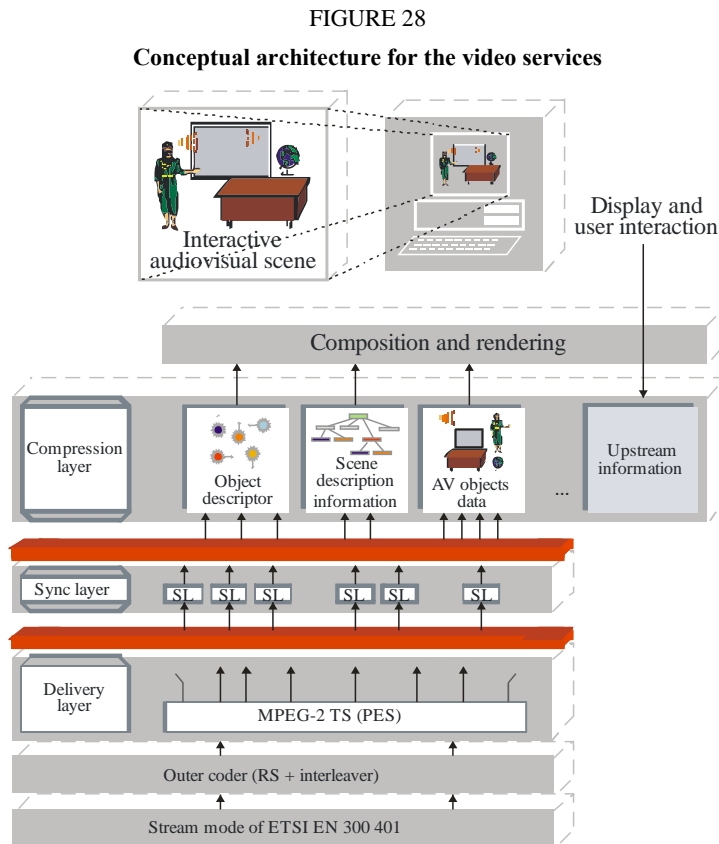 FIGURE 28
Conceptual architecture for the video services
Interactive
audiovisual scene
Display and
user interaction
Composition and rendering
Compression
layer
Object
descriptor
Scene
description
information
AV objects
data
...
Upstream
information
Sync layer
SL
SL
SL
SL
SL
SL
Delivery
layer
MPEG-2 TS (PES)
Outer coder (RS + interleaver)
Stream mode of ETSI EN 300 401